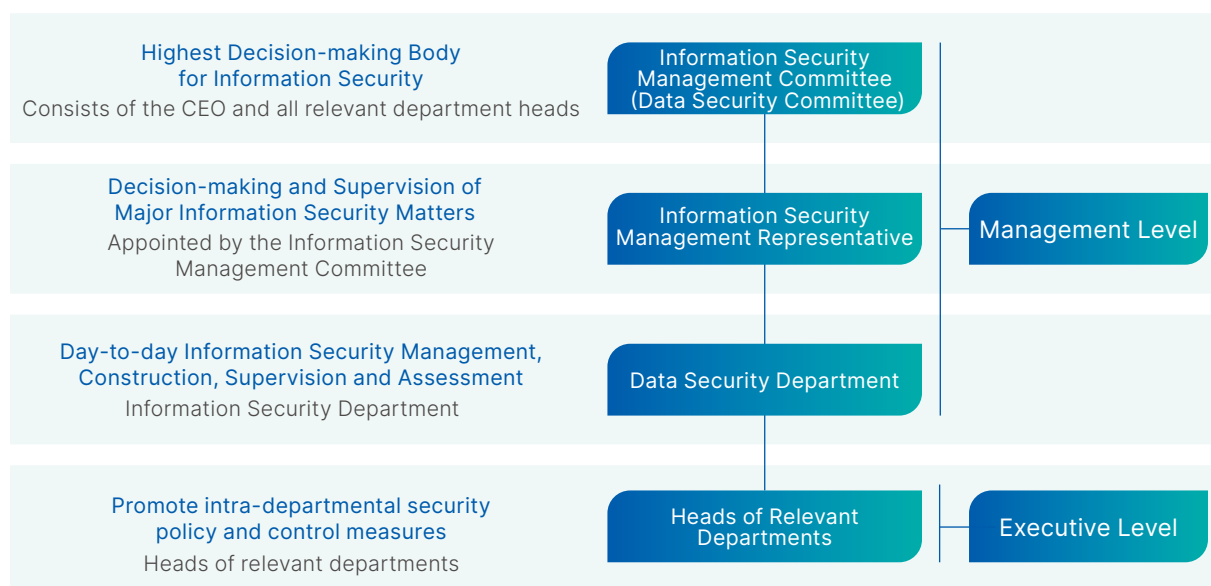 Highest Decision-making Body
for Information Security
Consists of the CEO and all relevant department heads
Information Security
Management Committee
(Data Security Committee)
Decision-making and Supervision of
Major Information Security Matters
Appointed by the Information Security
Management Committee
Information Security
Management Representative
Management Level
Day-to-day Information Security Management,
Construction, Supervision and Assessment
Information Security Department
Data Security Department
Promote intra-departmental security
policy and control measures
Heads of relevant departments
Heads of Relevant
Departments
Executive Level